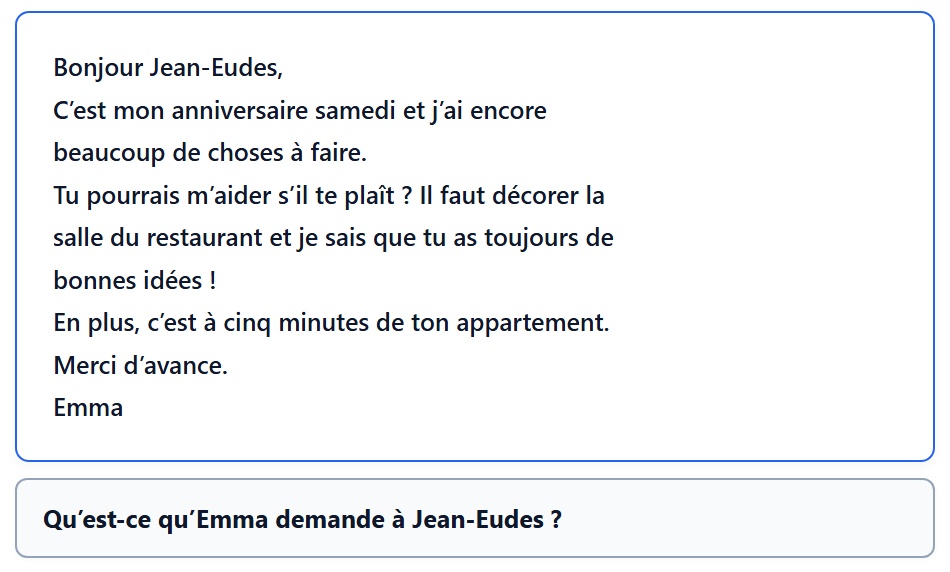 Bonjour Jean-Eudes,
C’est mon anniversaire samedi et j’ai encore
beaucoup de choses à faire.
Tu pourrais m’aider s’il te plaît ? Il faut décorer la
salle du restaurant et je sais que tu as toujours de
bonnes idées !
En plus, c’est à cinq minutes de ton appartement.
Merci d’avance.
Emma
Qu’est-ce qu’Emma demande à Jean-Eudes ?